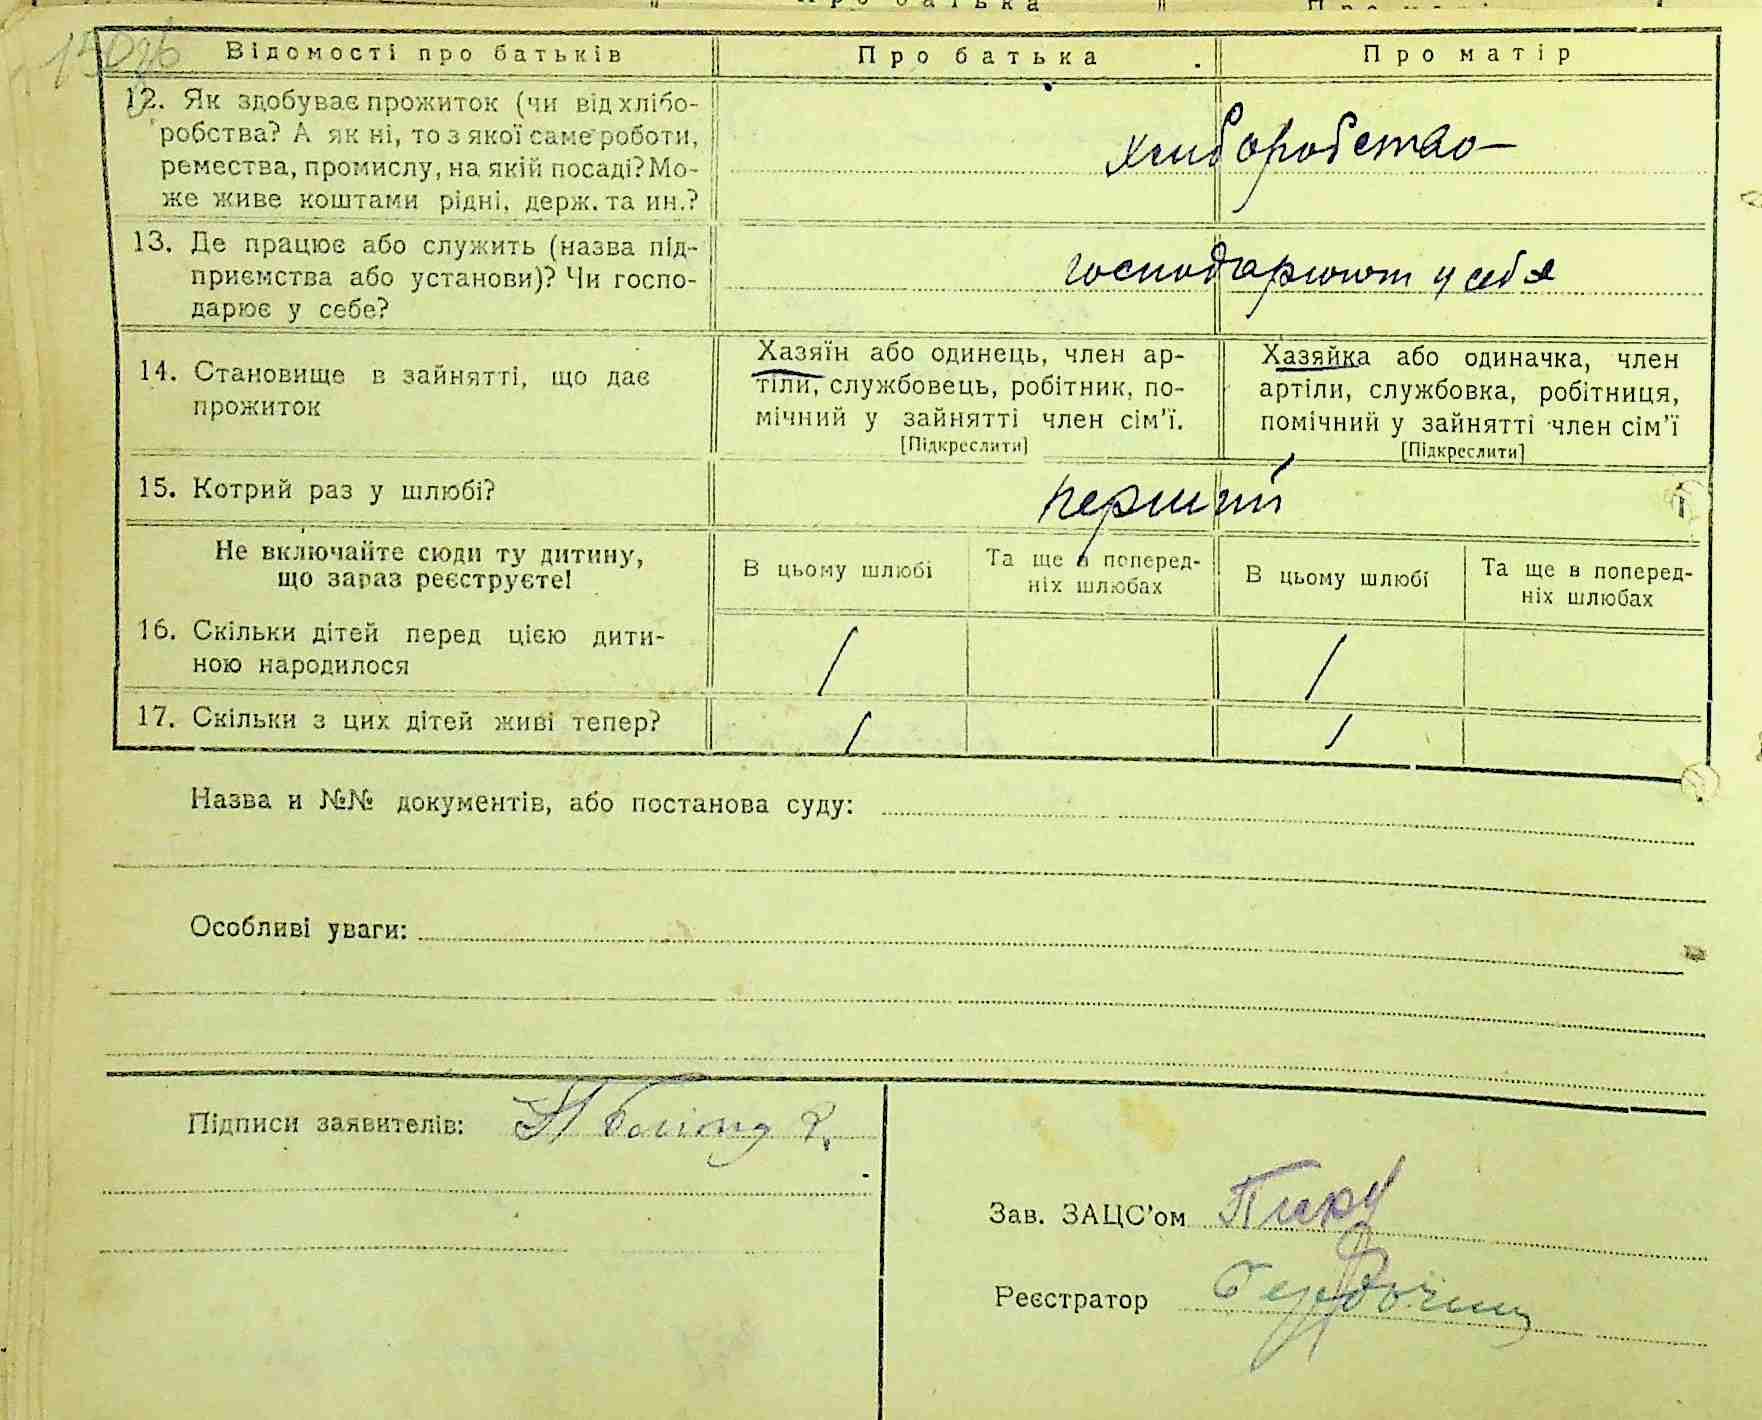 Відомості про батьків Про батька Про матір
12. Як здобуває прожиток (чи від хлібо-
робства? А як ні, то з якої саме роботи,
ремества, промислу, на якій посаді? Мо-
же живе коштами рідні, держ. та ин.?
хлиборобство
13. Де працює або служить (назва під-
приємства або установи)? Чи госпо-
дарює у себе?
господарюют у себя
14. Становище в зайнятті, що дає
прожиток
Хазяїн або одинець, член ар-
тіли, службовець, робітник, по-
мічний у зайнятті член сім'ї.
[Підкреслити]
Хазяйка або одиначка, член
артіли, службовка, робітниця,
помічний у зайнятті член сім'ї
[Підкреслити]
15. Котрий раз у шлюбі? перший
Не включайте сюди ту дитину,
що зараз реєструєте!
В цьому шлюбі
Та ще в поперед-
ніх шлюбах
В цьому шлюбі
Та ще в поперед-
ніх шлюбах
16. Скільки дітей перед цією дити-
ною народилося
1 1
17. Скільки з цих дітей живі тепер? 1 1
Назва и №№ документів, або постанова суду:
Особливі уваги:
Підписи заявителів:
Зав. ЗАЦС'ом
Реєстратор